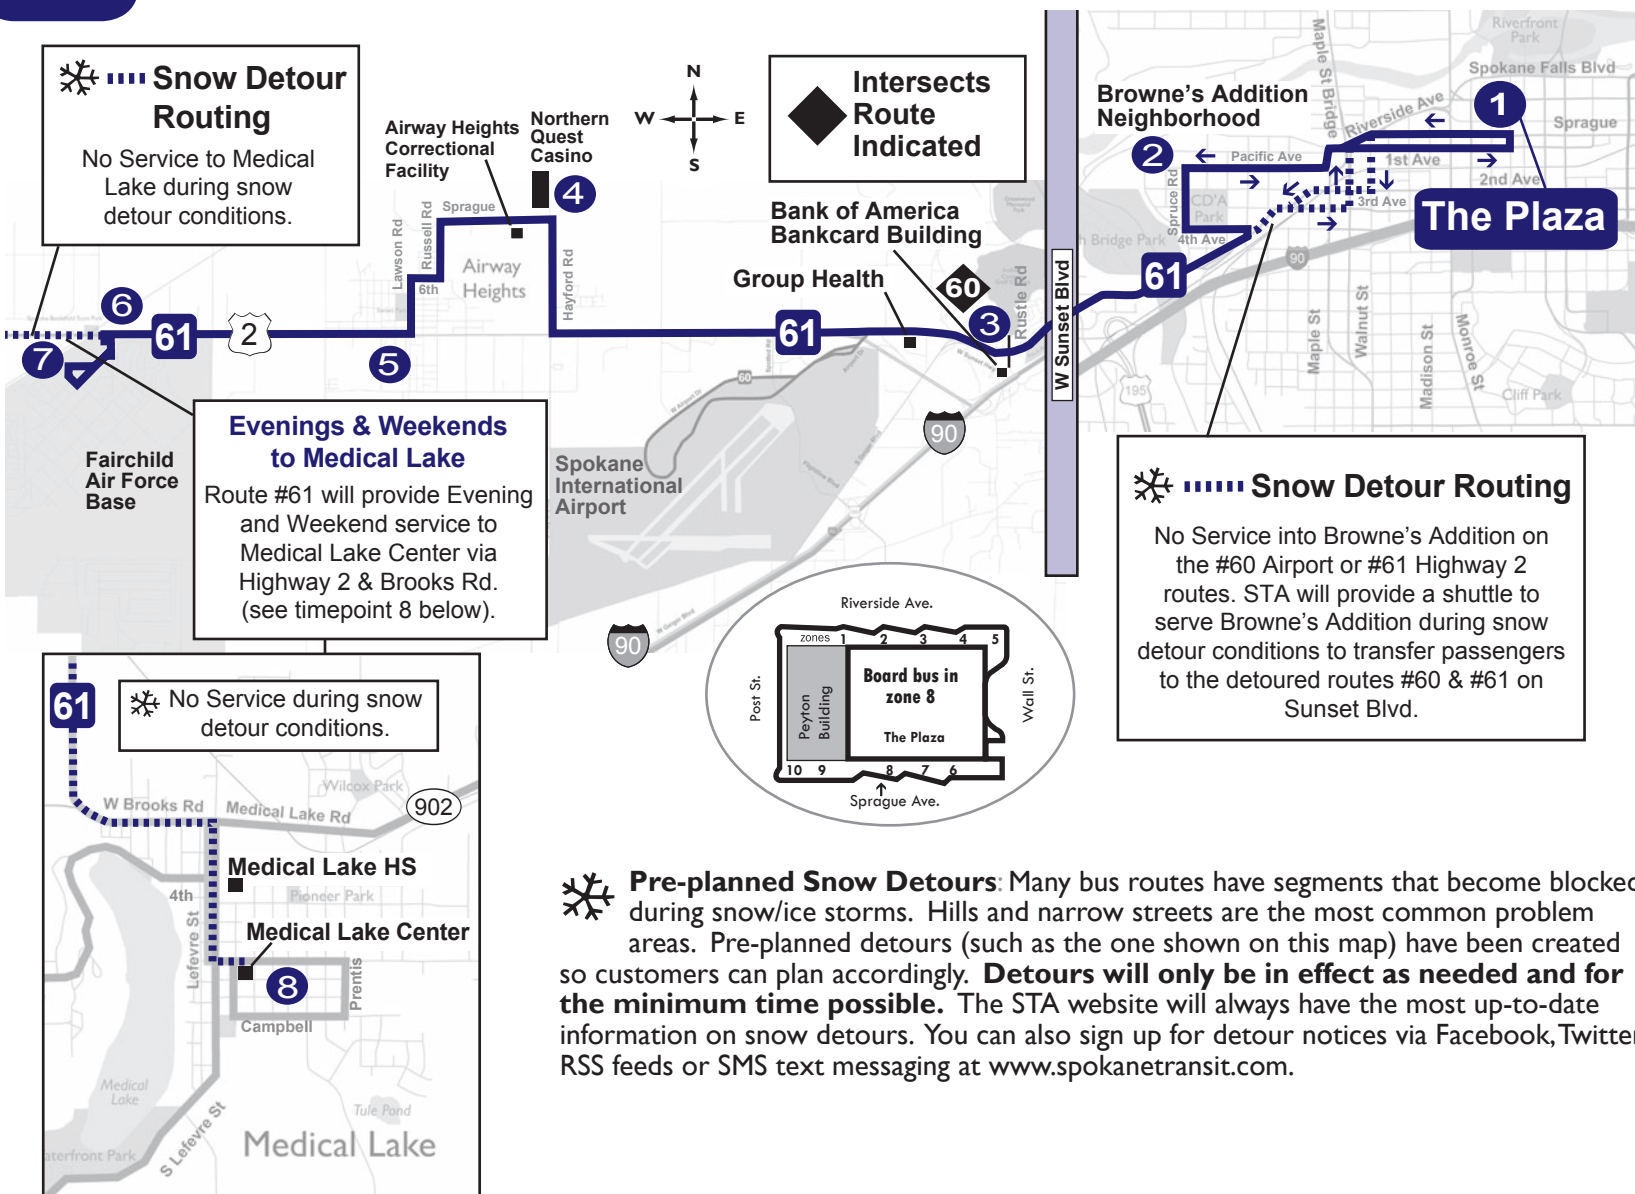 Snow Detour
Routing
No Service to Medical
Lake during snow
detour conditions.
Airway Heights
Correctional
Facility
Northern
Quest
Casino
4
N
W E
S
Intersects
Route
Indicated
Browne's Addition
Neighborhood
2
Maple St Bridge
Riverfront
Park
Spokane Falls Blvd
Riverside Ave
1
Sprague
Pacific Ave
1st Ave
2nd Ave
3rd Ave
Spruce Rd
CD'A
Park
4th Ave
The Plaza
90
61
195
Maple St
Walnut St
Madison St
Monroe St
Cliff Park
Bank of America
Bankcard Building
Group Health
60
3
Rustle Rd
W Sunset Blvd
Lawson Rd
Russell Rd
Sprague
6th
Airway
Heights
Hayford Rd
6
7
61
2
5
61
60
W Airport Dr
90
Spokane
International
Airport
W Geiger Blvd
90
Fairchild
Air Force
Base
Evenings & Weekends
to Medical Lake
Route #61 will provide Evening
and Weekend service to
Medical Lake Center via
Highway 2 & Brooks Rd.
(see timepoint 8 below).
Snow Detour Routing
No Service into Browne's Addition on
the #60 Airport or #61 Highway 2
routes. STA will provide a shuttle to
serve Browne's Addition during snow
detour conditions to transfer passengers
to the detoured routes #60 & #61 on
Sunset Blvd.
Riverside Ave.
zones 1 2 3 4 5
Post St.
Peyton
Building
Board bus in
zone 8
The Plaza
Wall St.
10 9 8 7 6
Sprague Ave.
61
No Service during snow
detour conditions.
Wilcox Park
W Brooks Rd
Medical Lake Rd
902
Medical Lake HS
4th
Pioneer Park
Lefevre St
Medical Lake Center
8
Prentis
Campbell
Medical
Lake
S Lefevre St
Tule Pond
Medical Lake
Pre-planned Snow Detours: Many bus routes have segments that become blocked
during snow/ice storms. Hills and narrow streets are the most common problem
areas. Pre-planned detours (such as the one shown on this map) have been created
so customers can plan accordingly. Detours will only be in effect as needed and for
the minimum time possible. The STA website will always have the most up-to-date
information on snow detours. You can also sign up for detour notices via Facebook, Twitter
RSS feeds or SMS text messaging at www.spokanetransit.com.